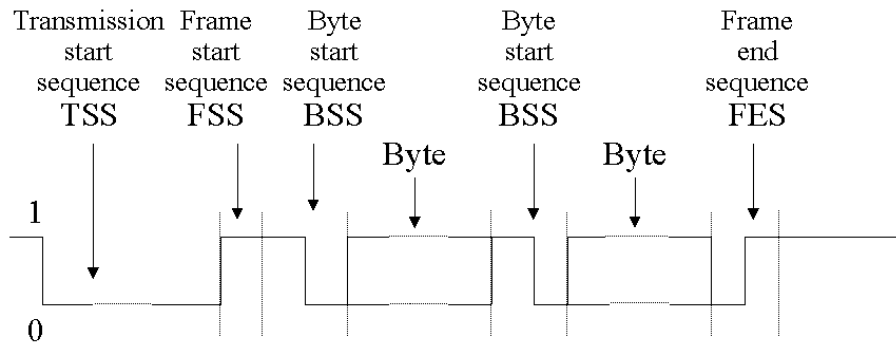 Transmission
start
sequence
TSS
Frame
start
sequence
FSS
Byte
start
sequence
BSS
Byte
Byte
start
sequence
BSS
Byte
Frame
end
sequence
FES
1
0